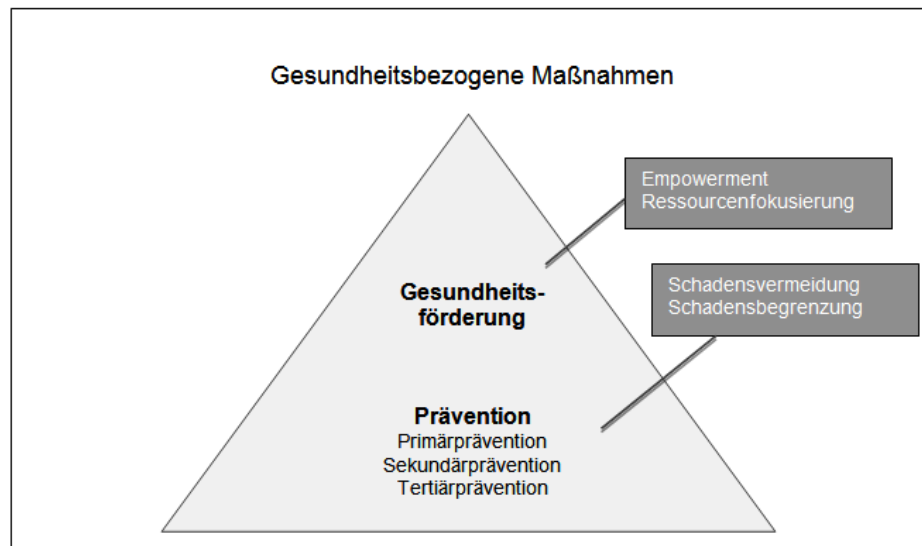 Gesundheitsbezogene Maßnahmen
Empowerment
Ressourcenfokusierung
Schadensvermeidung
Schadensbegrenzung
Gesundheits-
förderung
Prävention
Primärprävention
Sekundärprävention
Tertiärprävention